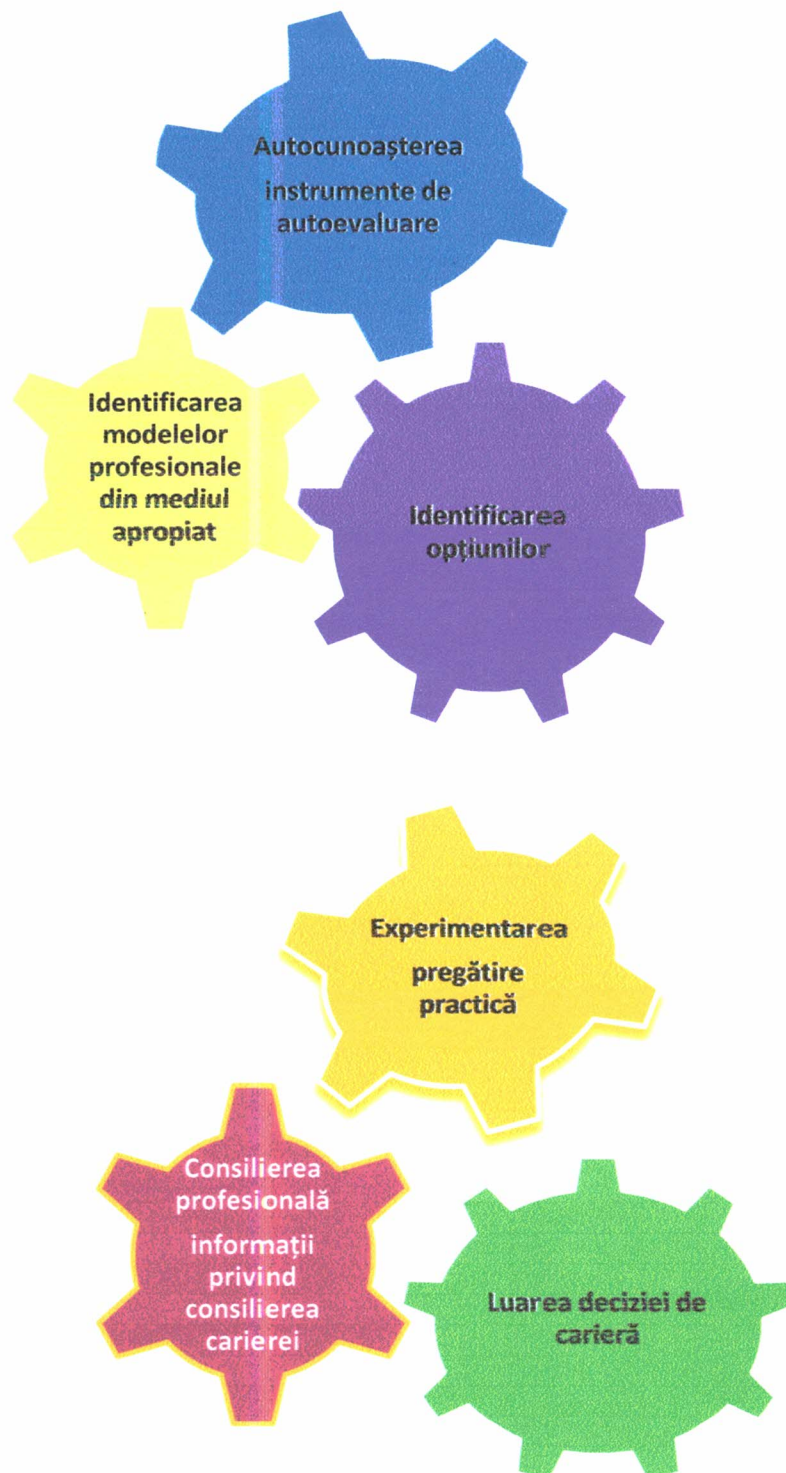 Autocunoașterea
instrumente de
autoevaluare
Identificarea
modelelor
profesionale
din mediul
apropiat
Identificarea
opțiunilor
Experimentarea
pregătire
practică
Consilierea
profesională
informații
privind
consilierea
carierei
Luarea deciziei de
carieră